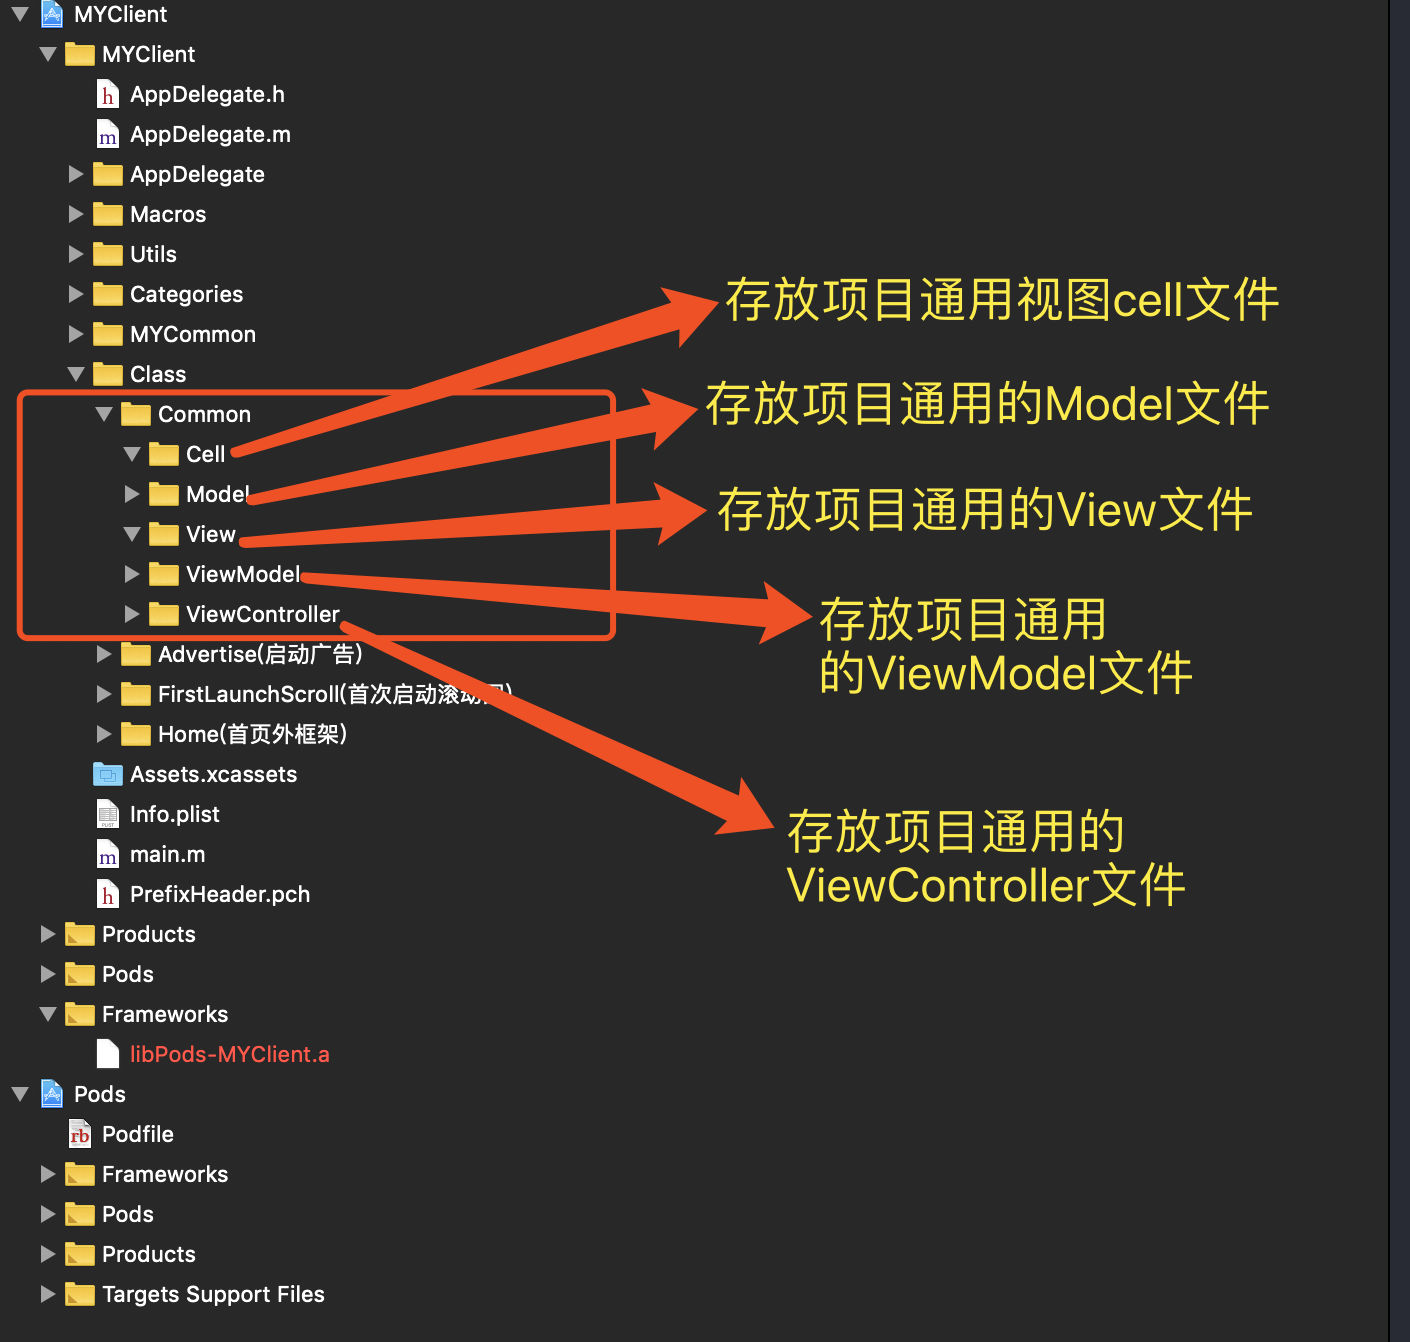 MYClient
MYClient
h AppDelegate.h
m AppDelegate.m
AppDelegate
Macros
Utils
Categories
MYCommon
Class
Common
Cell
Model
View
ViewModel
ViewController
Advertise(启动广告)
FirstLaunchScroll(首次启动滚动图)
Home(首页外框架)
Assets.xcassets
Info.plist
m main.m
h PrefixHeader.pch
Products
Pods
Frameworks
libPods-MYClient.a
Pods
rb Podfile
Frameworks
Pods
Products
Targets Support Files
存放项目通用视图cell文件
存放项目通用的Model文件
存放项目通用的View文件
存放项目通用
的ViewModel文件
存放项目通用的
ViewController文件